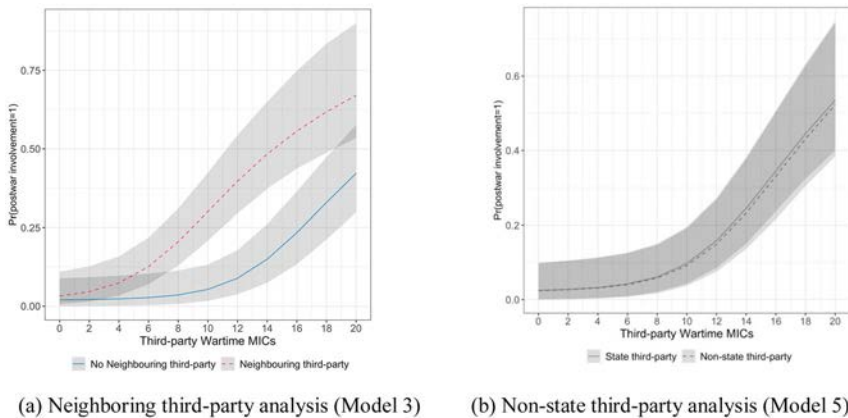 Pr(postwar involvement=1)
0.75
0.50
0.25
0.00
0 2 4 6 8 10 12 14 16 18 20
Third-party Wartime MICs
No Neighbouring third-party Neighbouring third-party
(a) Neighboring third-party analysis (Model 3)
Pr(postwar involvement=1)
0.6
0.4
0.2
0.0
0 2 4 6 8 10 12 14 16 18 20
Third-party Wartime MICs
State third-party Non-state third-party
(b) Non-state third-party analysis (Model 5)